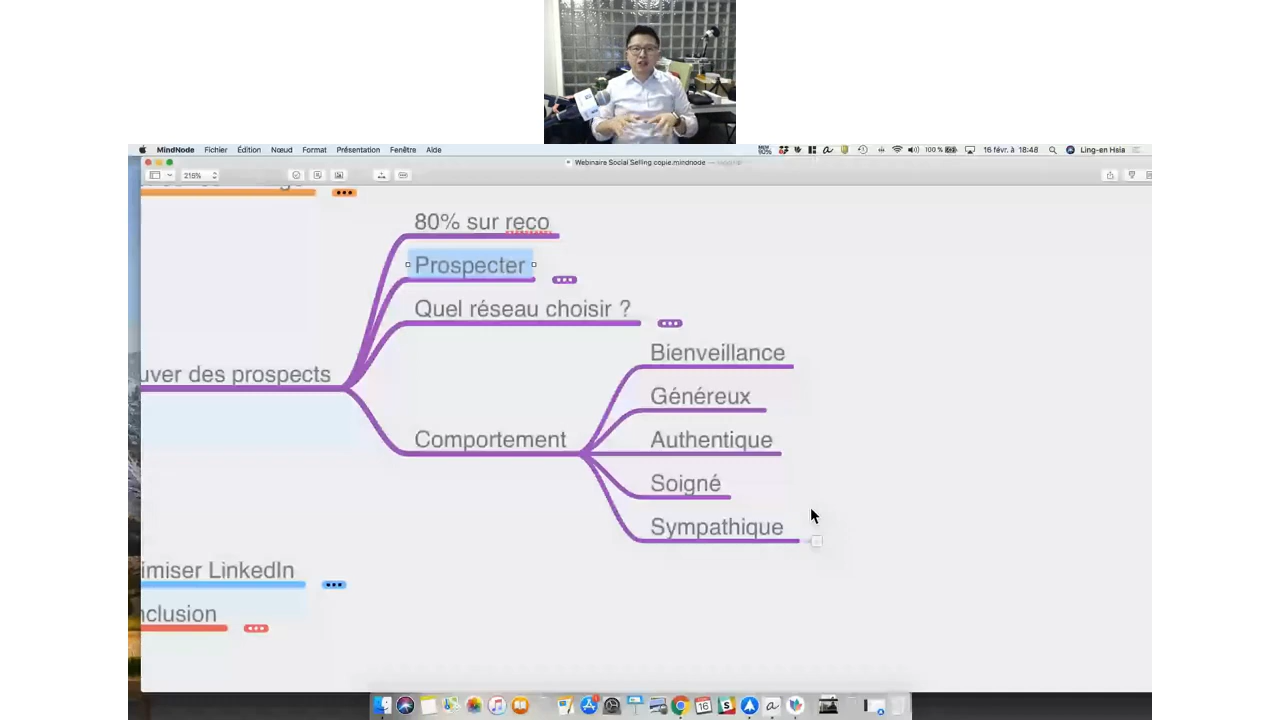 MindNode Fichier Édition Nœud Format Présentation Fenêtre Aide 100 % 16 févr. à 18:48 Ling-en Hsia
Webinaire Social Selling copie.mindnode
215%
80% sur reco
Prospecter
Quel réseau choisir ?
Bienveillance
uver des prospects
Généreux
Comportement
Authentique
Soigné
Sympathique
imiser LinkedIn
nclusion
16